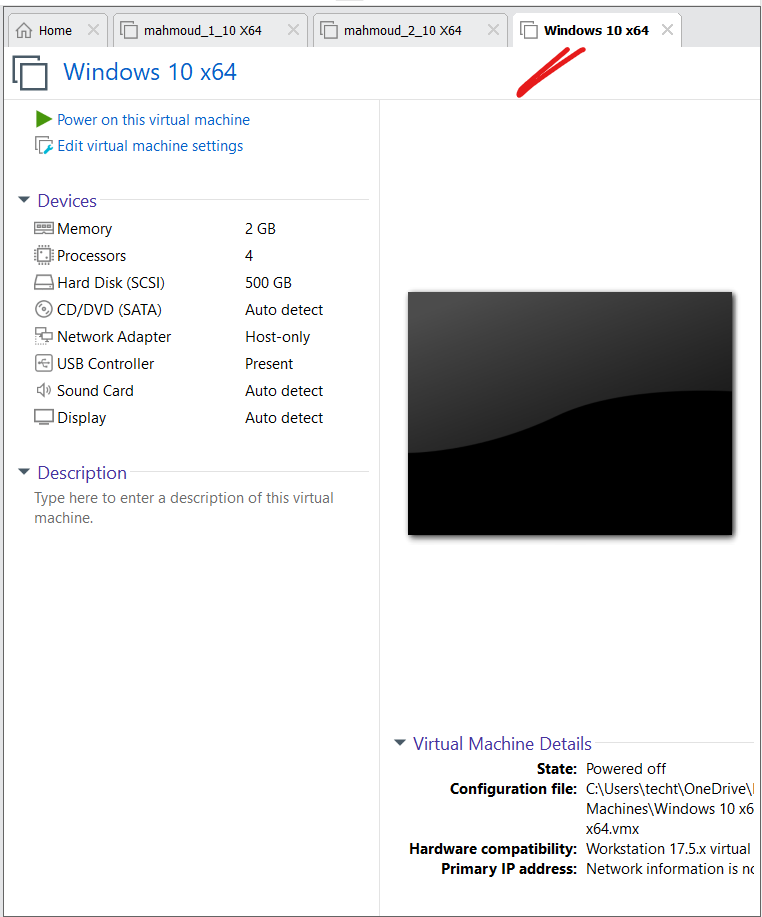 Home
mahmoud_1_10 X64
mahmoud_2_10 X64
Windows 10 x64
Windows 10 x64
Power on this virtual machine
Edit virtual machine settings
Devices
Memory 2 GB
Processors 4
Hard Disk (SCSI) 500 GB
CD/DVD (SATA) Auto detect
Network Adapter Host-only
USB Controller Present
Sound Card Auto detect
Display Auto detect
Description
Type here to enter a description of this virtual
machine.
Virtual Machine Details
State: Powered off
Configuration file: C:\Users\techt\OneDrive\
Machines\Windows 10 x6
x64.vmx
Hardware compatibility: Workstation 17.5.x virtual
Primary IP address: Network information is